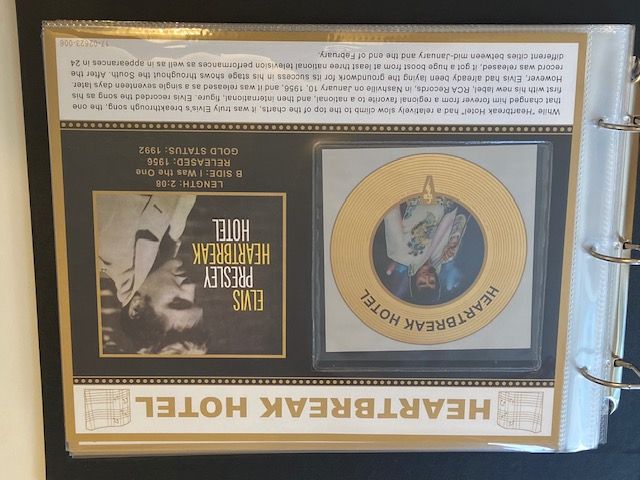 HEARTBREAK HOTEL
HEARTBREAK HOTEL
ELVIS
PRESLEY
HEARTBREAK
HOTEL
LENGTH: 2:08
B SIDE: I Was the One
RELEASED: 1956
GOLD STATUS: 1992
While "Heartbreak Hotel" had a relatively slow climb to the top of the charts, it was truly Elvis's breakthrough song, the one
that changed him forever from a regional favorite to a national, and then international, figure. Elvis recorded the song as his
first with his new label, RCA Records, in Nashville on January 10, 1956, and it was released as a single seventeen days later.
However, Elvis had already been laying the groundwork for its success in his stage shows throughout the South. After the
record was released, it got a huge boost from at least three national television performances as well as in appearances in 24
different cities between mid-January and the end of February.
17-02623-006